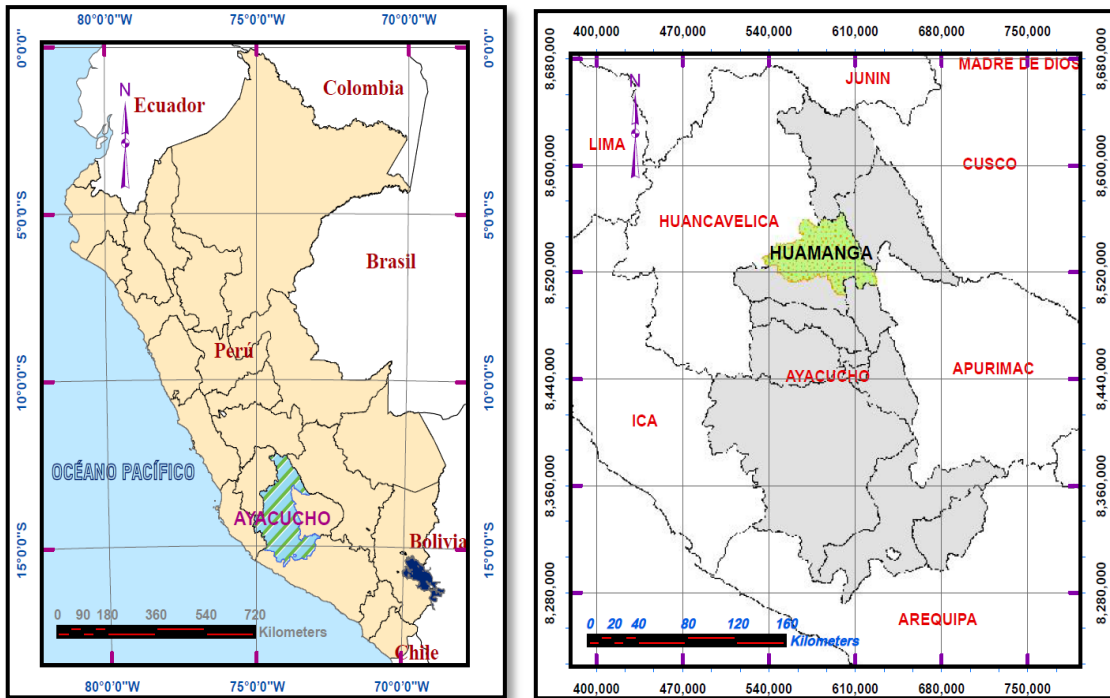 80°0'0"W 75°0'0"W 70°0'0"W
0°0'0"
0°0'0"
N
Ecuador
Colombia
5°0'0"S
5°0'0"S
Brasil
Perú
10°0'0"S
10°0'0"S
OCÉANO PACÍFICO
AYACUCHO
15°0'0"S
Bolivia
15°0'0"S
0 90 180 360 540 720
Kilometers
Chile
80°0'0"W 75°0'0"W 70°0'0"W
400,000 470,000 540,000 610,000 680,000 750,000
8,680,000
8,680,000
MADRE DE DIOS
JUNIN
N
LIMA
CUSCO
8,600,000
8,600,000
HUANCAVELICA
HUAMANGA
8,520,000
8,520,000
APURIMAC
AYACUCHO
8,440,000
8,440,000
ICA
8,360,000
8,360,000
8,280,000
8,280,000
AREQUIPA
0 20 40 80 120 160
Kilometers
400,000 470,000 540,000 610,000 680,000 750,000